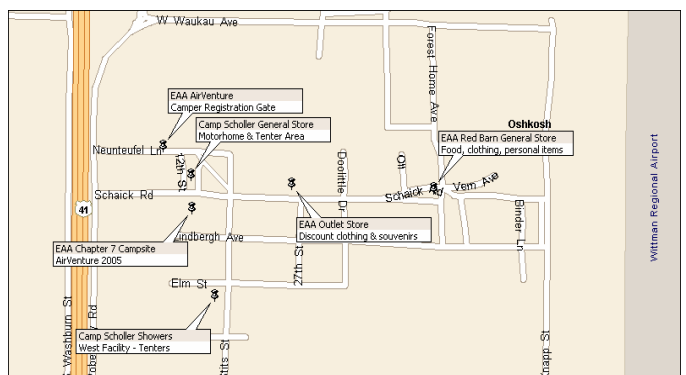 W Waukau Ave
Forest Home Ave
EAA AirVenture
Camper Registration Gate
Camp Scholler General Store
Motorhome & Tenter Area
Oshkosh
EAA Red Barn General Store
Food, clothing, personal items
Neunteufel Ln
12th St
Doolittle Dr
Ott
Wittman Regional Airport
Schaick Rd
Schaick Rd
Vern Ave
41
EAA Outlet Store
Discount clothing & souvenirs
Binder Ln
EAA Chapter 7 Campsite
AirVenture 2005
Lindbergh Ave
27th St
Elm St
Washburn St
Rd
Camp Scholler Showers
West Facility - Tenters
Stits St
Knapp St